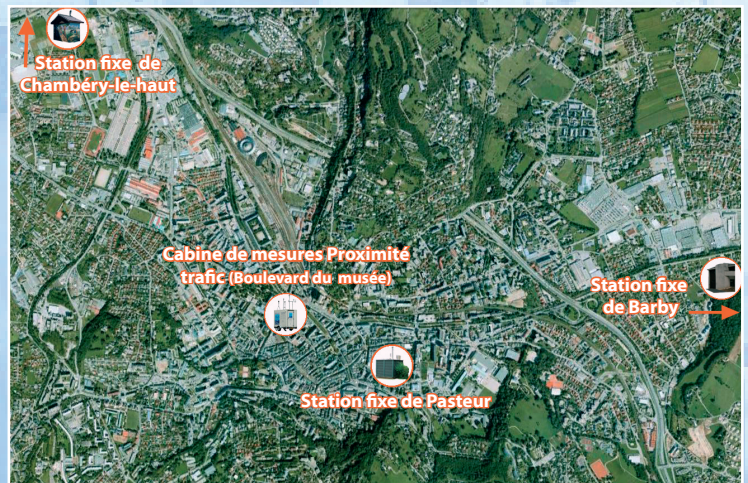 Station fixe de
Chambéry-le-haut
Cabine de mesures Proximité
trafic (Boulevard du musée)
Station fixe
de Barby
Station fixe de Pasteur